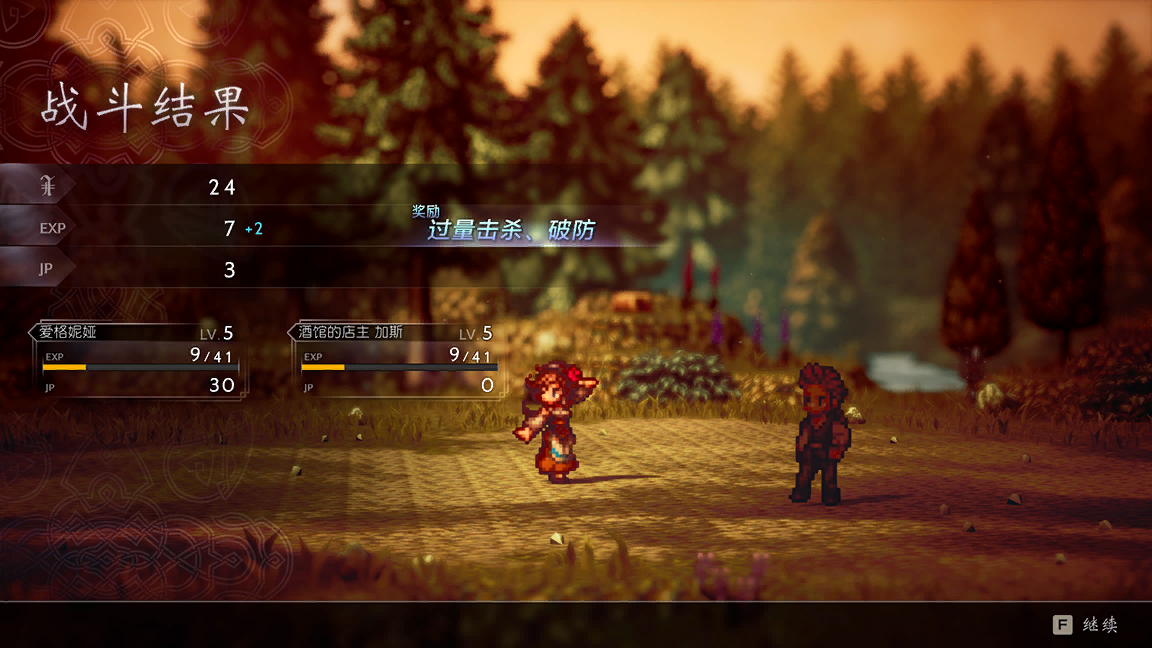 战斗结果
24
EXP 7 +2
奖励
过量击杀、破防
JP 3
爱格妮娅 LV.5
EXP 9/41
JP 30
酒馆的店主 加斯 LV.5
EXP 9/41
JP 0
F 继续